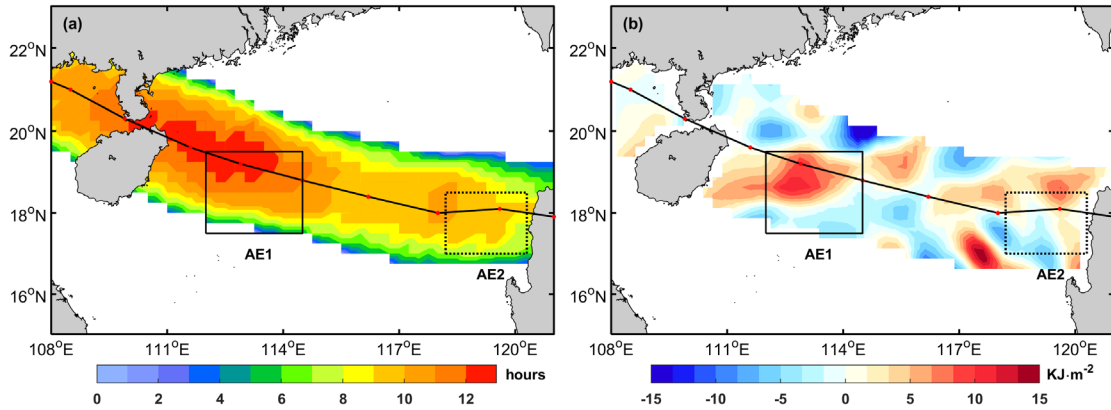 (a)
22°N
20°N
18°N
16°N
AE1
AE2
108°E 111°E 114°E 117°E 120°E
0 2 4 6 8 10 12 hours
(b)
22°N
20°N
18°N
16°N
AE1
AE2
108°E 111°E 114°E 117°E 120°E
-15 -10 -5 0 5 10 15 KJ·m⁻²